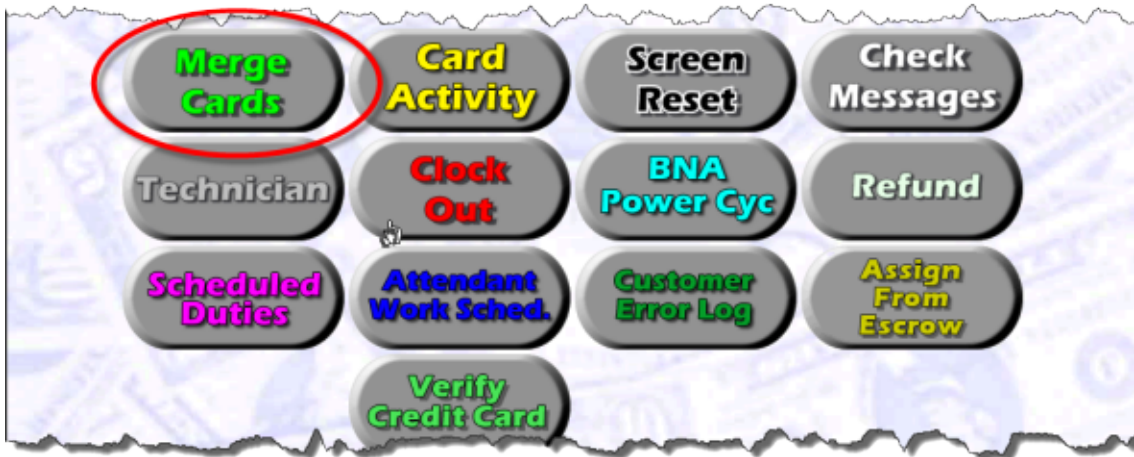 Merge
Cards
Card
Activity
Screen
Reset
Check
Messages
Technician
Clock
Out
BNA
Power Cyc
Refund
Scheduled
Duties
Attendant
Work Sched.
Customer
Error Log
Assign
From
Escrow
Verify
Credit Card